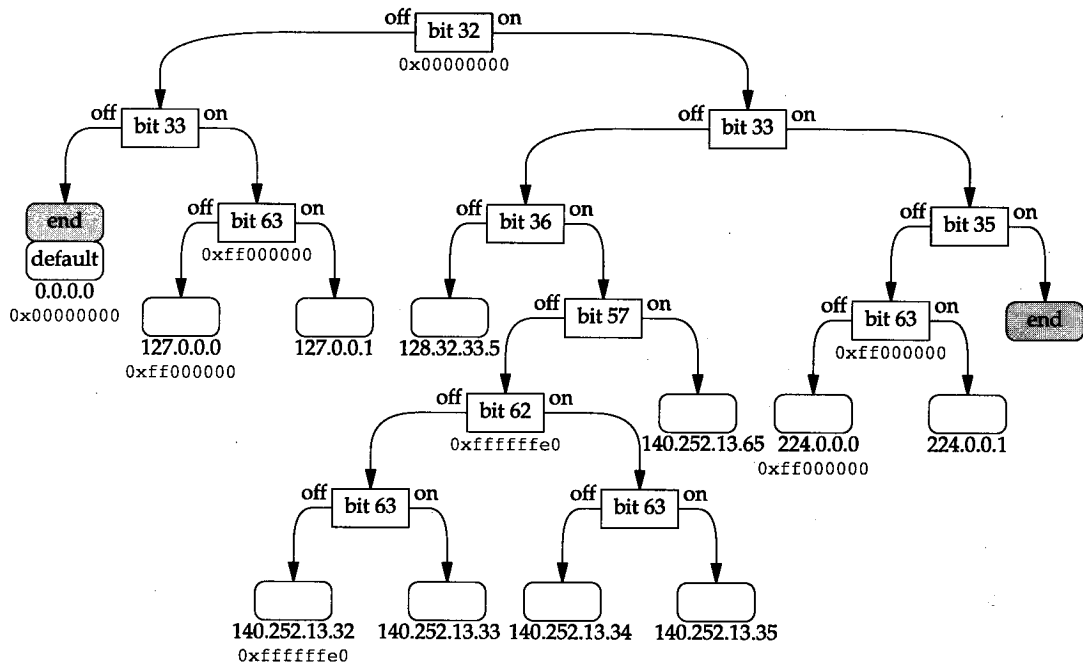 off bit 32 on
0x00000000
off bit 33 on
off bit 33 on
end
default
0.0.0.0
0x00000000
off bit 63 on
0xff000000
off bit 36 on
off bit 35 on
127.0.0.0
0xff000000
127.0.0.1
128.32.33.5
off bit 57 on
off bit 63 on
0xff000000
end
off bit 62 on
0xffffffe0
140.252.13.65
224.0.0.0
0xff000000
224.0.0.1
off bit 63 on
off bit 63 on
140.252.13.32
0xffffffe0
140.252.13.33
140.252.13.34
140.252.13.35